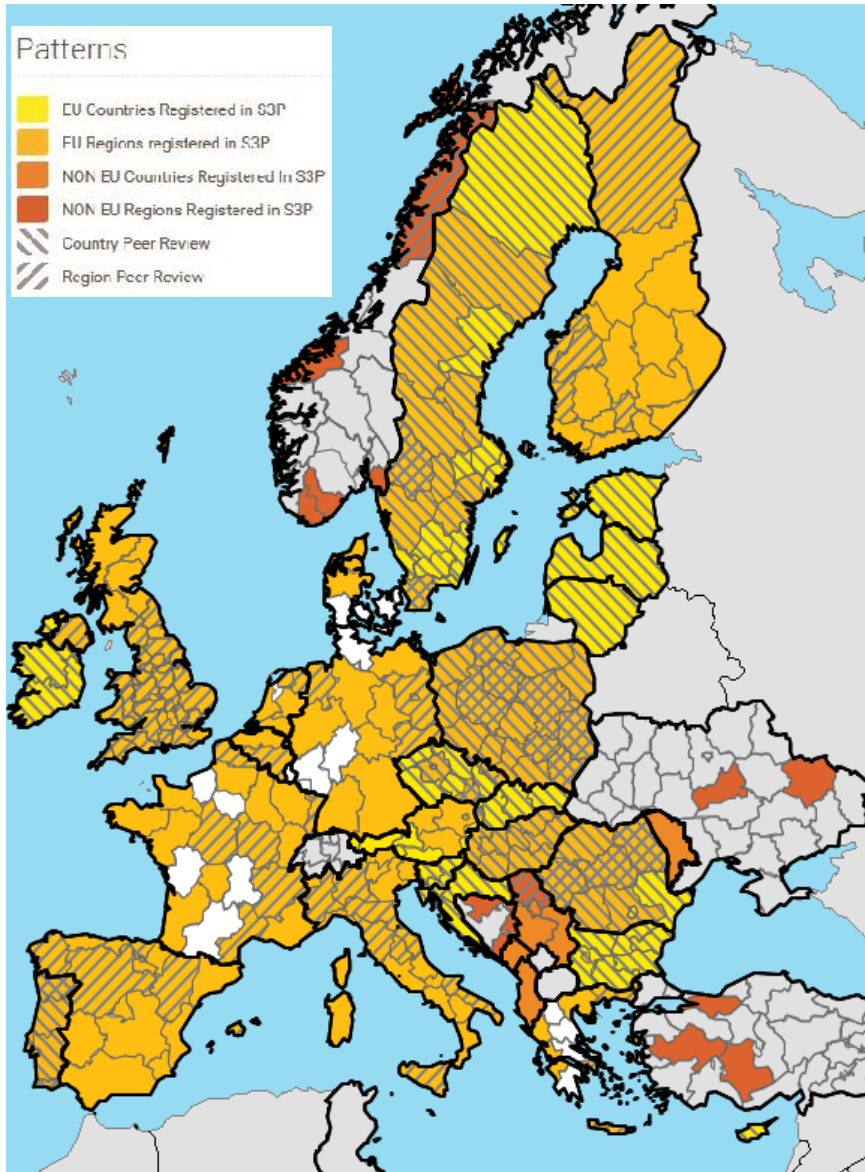 Patterns
EU Countries Registered in S3P
EU Regions registered in S3P
NON EU Countries Registered In S3P
NON EU Regions Registered in S3P
Country Peer Review
Region Peer Review